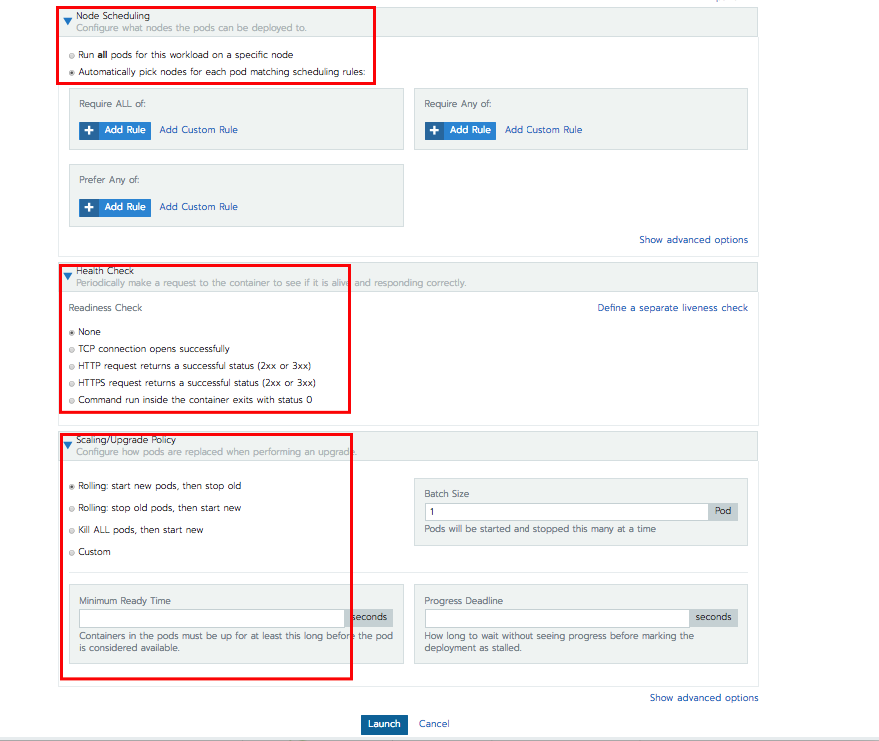 Node Scheduling
Configure what nodes the pods can be deployed to.
Run all pods for this workload on a specific node
Automatically pick nodes for each pod matching scheduling rules:
Require ALL of:
+ Add Rule Add Custom Rule
Require Any of:
+ Add Rule Add Custom Rule
Prefer Any of:
+ Add Rule Add Custom Rule
Show advanced options
Health Check
Periodically make a request to the container to see if it is alive and responding correctly.
Readiness Check
Define a separate liveness check
None
TCP connection opens successfully
HTTP request returns a successful status (2xx or 3xx)
HTTPS request returns a successful status (2xx or 3xx)
Command run inside the container exits with status 0
Scaling/Upgrade Policy
Configure how pods are replaced when performing an upgrade.
Rolling: start new pods, then stop old
Rolling: stop old pods, then start new
Kill ALL pods, then start new
Custom
Batch Size
1 Pod
Pods will be started and stopped this many at a time
Minimum Ready Time
seconds
Containers in the pods must be up for at least this long before the pod
is considered available.
Progress Deadline
seconds
How long to wait without seeing progress before marking the
deployment as stalled.
Show advanced options
Launch Cancel